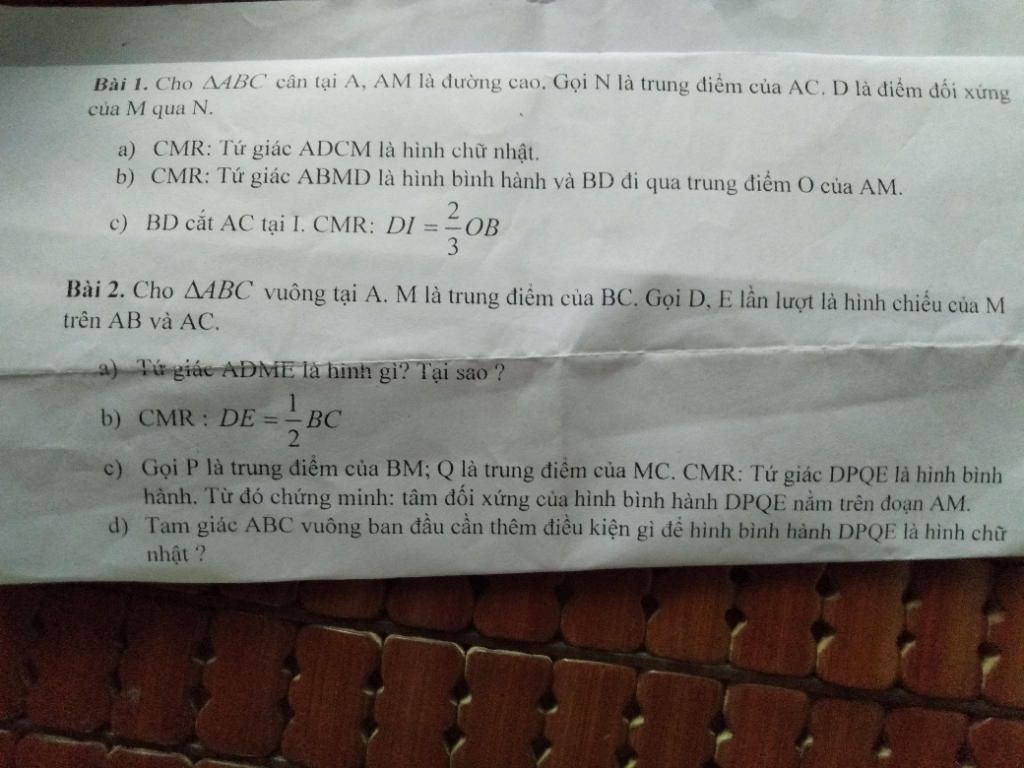 Bài 1. Cho ΔABC cân tại A, AM là đường cao. Gọi N là trung điểm của AC. D là điểm đối xứng
của M qua N.
a) CMR: Tứ giác ADCM là hình chữ nhật.
b) CMR: Tứ giác ABMD là hình bình hành và BD đi qua trung điểm O của AM.
c) BD cắt AC tại I. CMR: DI = 2/3 OB
Bài 2. Cho ΔABC vuông tại A. M là trung điểm của BC. Gọi D, E lần lượt là hình chiếu của M
trên AB và AC.
a) Tứ giác ADME là hình gì? Tại sao ?
b) CMR : DE = 1/2 BC
c) Gọi P là trung điểm của BM; Q là trung điểm của MC. CMR: Tứ giác DPQE là hình bình
hành. Từ đó chứng minh: tâm đối xứng của hình bình hành DPQE nằm trên đoạn AM.
d) Tam giác ABC vuông ban đầu cần thêm điều kiện gì để hình bình hành DPQE là hình chữ
nhật ?